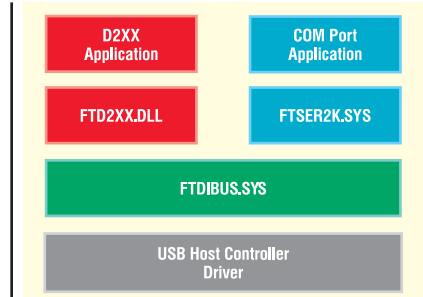 D2XX
Application
COM Port
Application
FTD2XX.DLL
FTSER2K.SYS
FTDIBUS.SYS
USB Host Controller
Driver